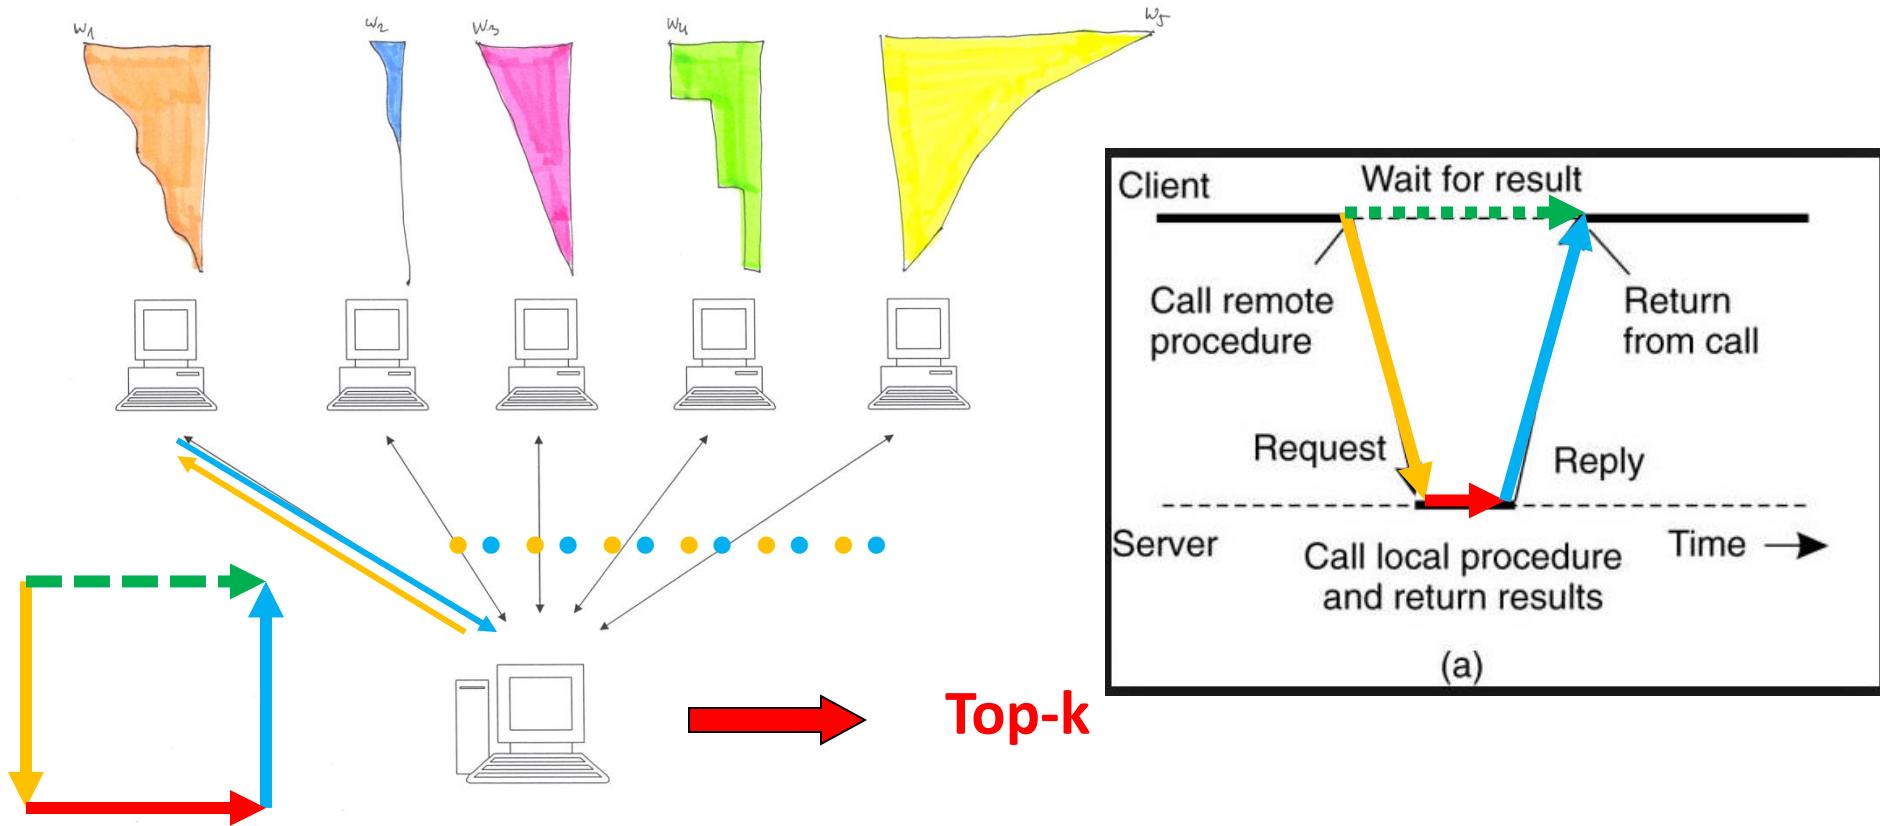 w1 w2 w3 w4 w5
Client
Wait for result
Call remote
procedure
Return
from call
Request
Reply
Server
Call local procedure
and return results
Time
(a)
Top-k